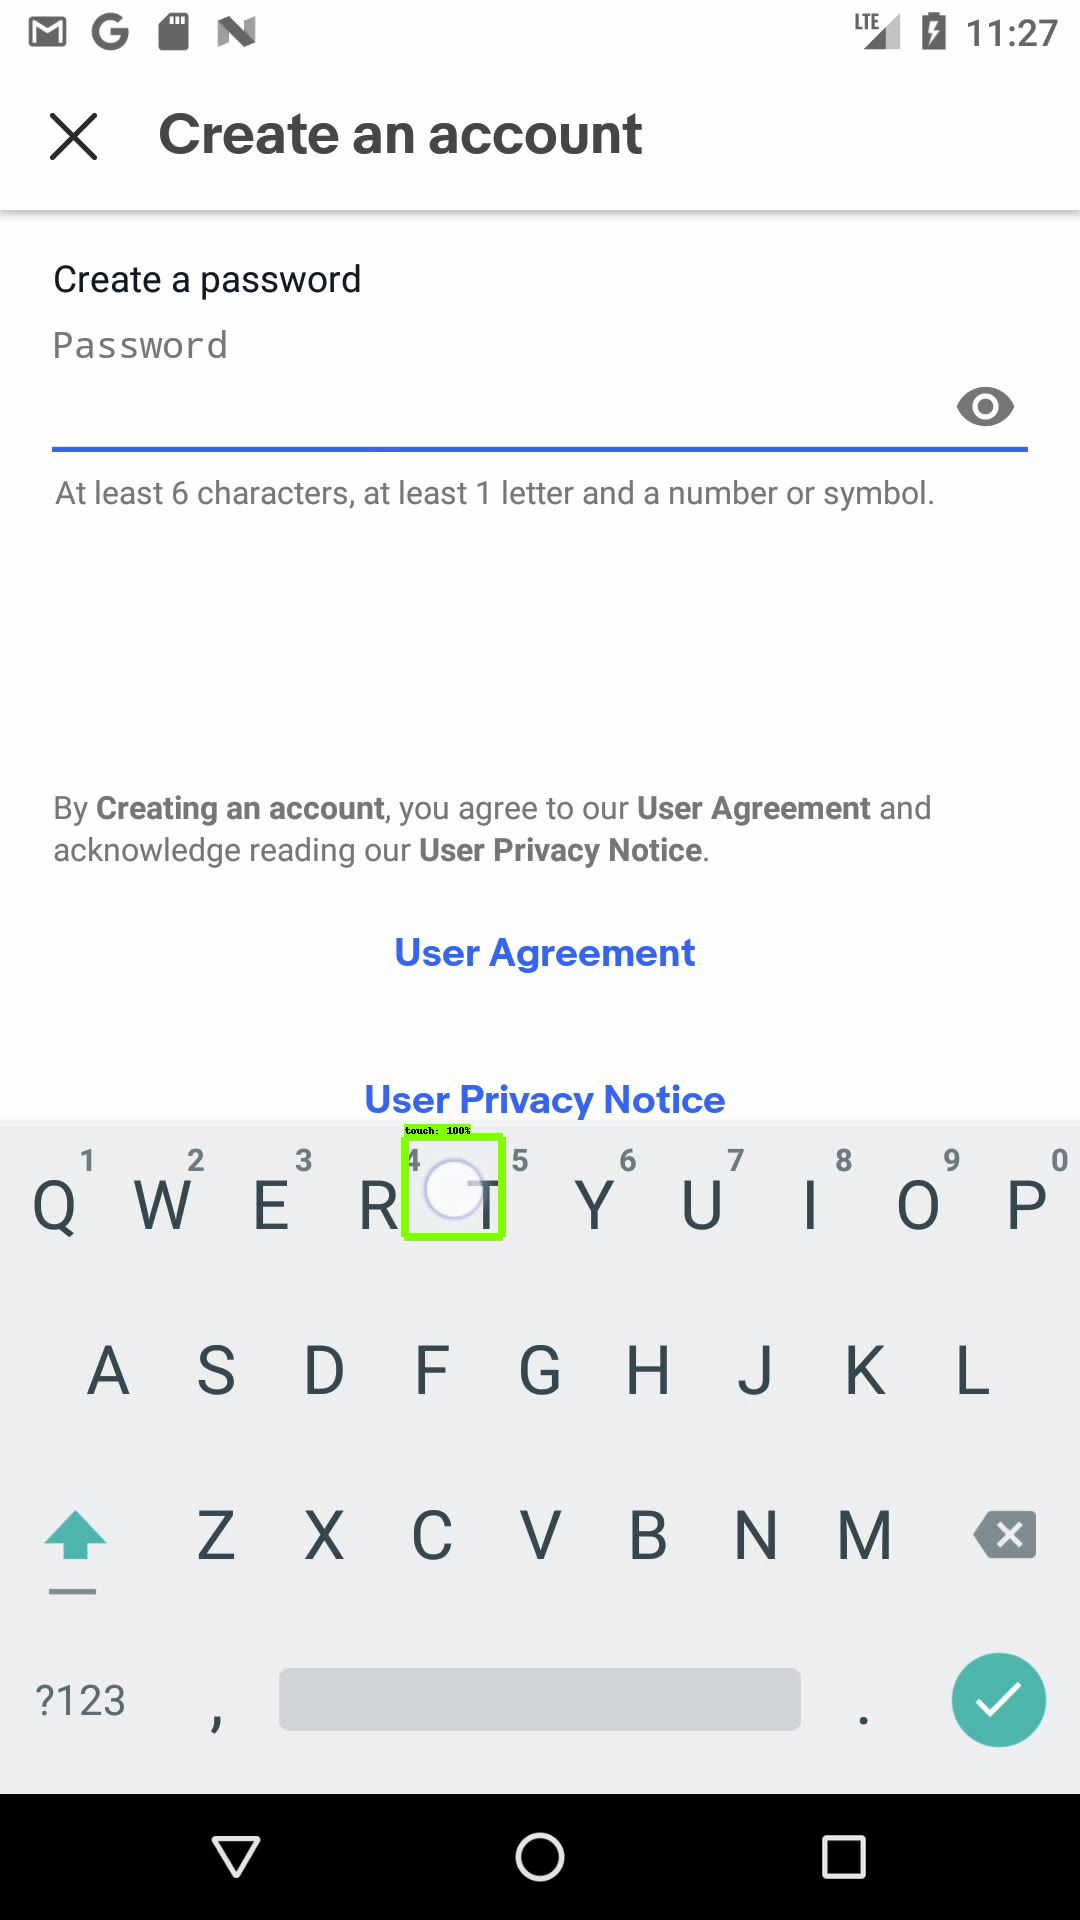 LTE 11:27
Create an account
Create a password
Password
At least 6 characters, at least 1 letter and a number or symbol.
By Creating an account, you agree to our User Agreement and
acknowledge reading our User Privacy Notice.
User Agreement
User Privacy Notice
touch: 100%
1 2 3 4 5 6 7 8 9 0
Q W E R T Y U I O P
A S D F G H J K L
Z X C V B N M
?123 , .